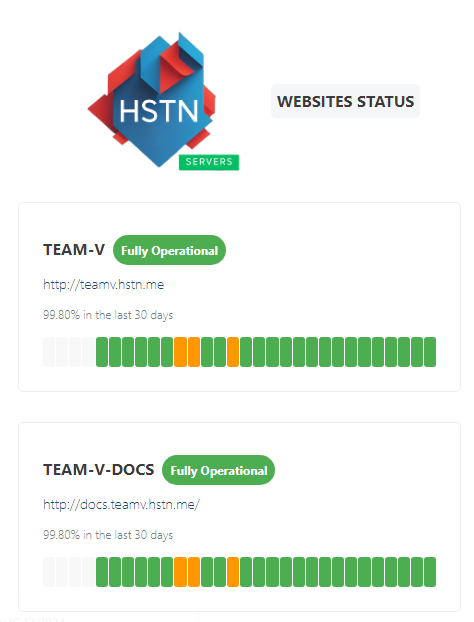 HSTN
SERVERS
WEBSITES STATUS
TEAM-V Fully Operational
http://teamv.hstn.me
99.80% in the last 30 days
TEAM-V-DOCS Fully Operational
http://docs.teamv.hstn.me/
99.80% in the last 30 days